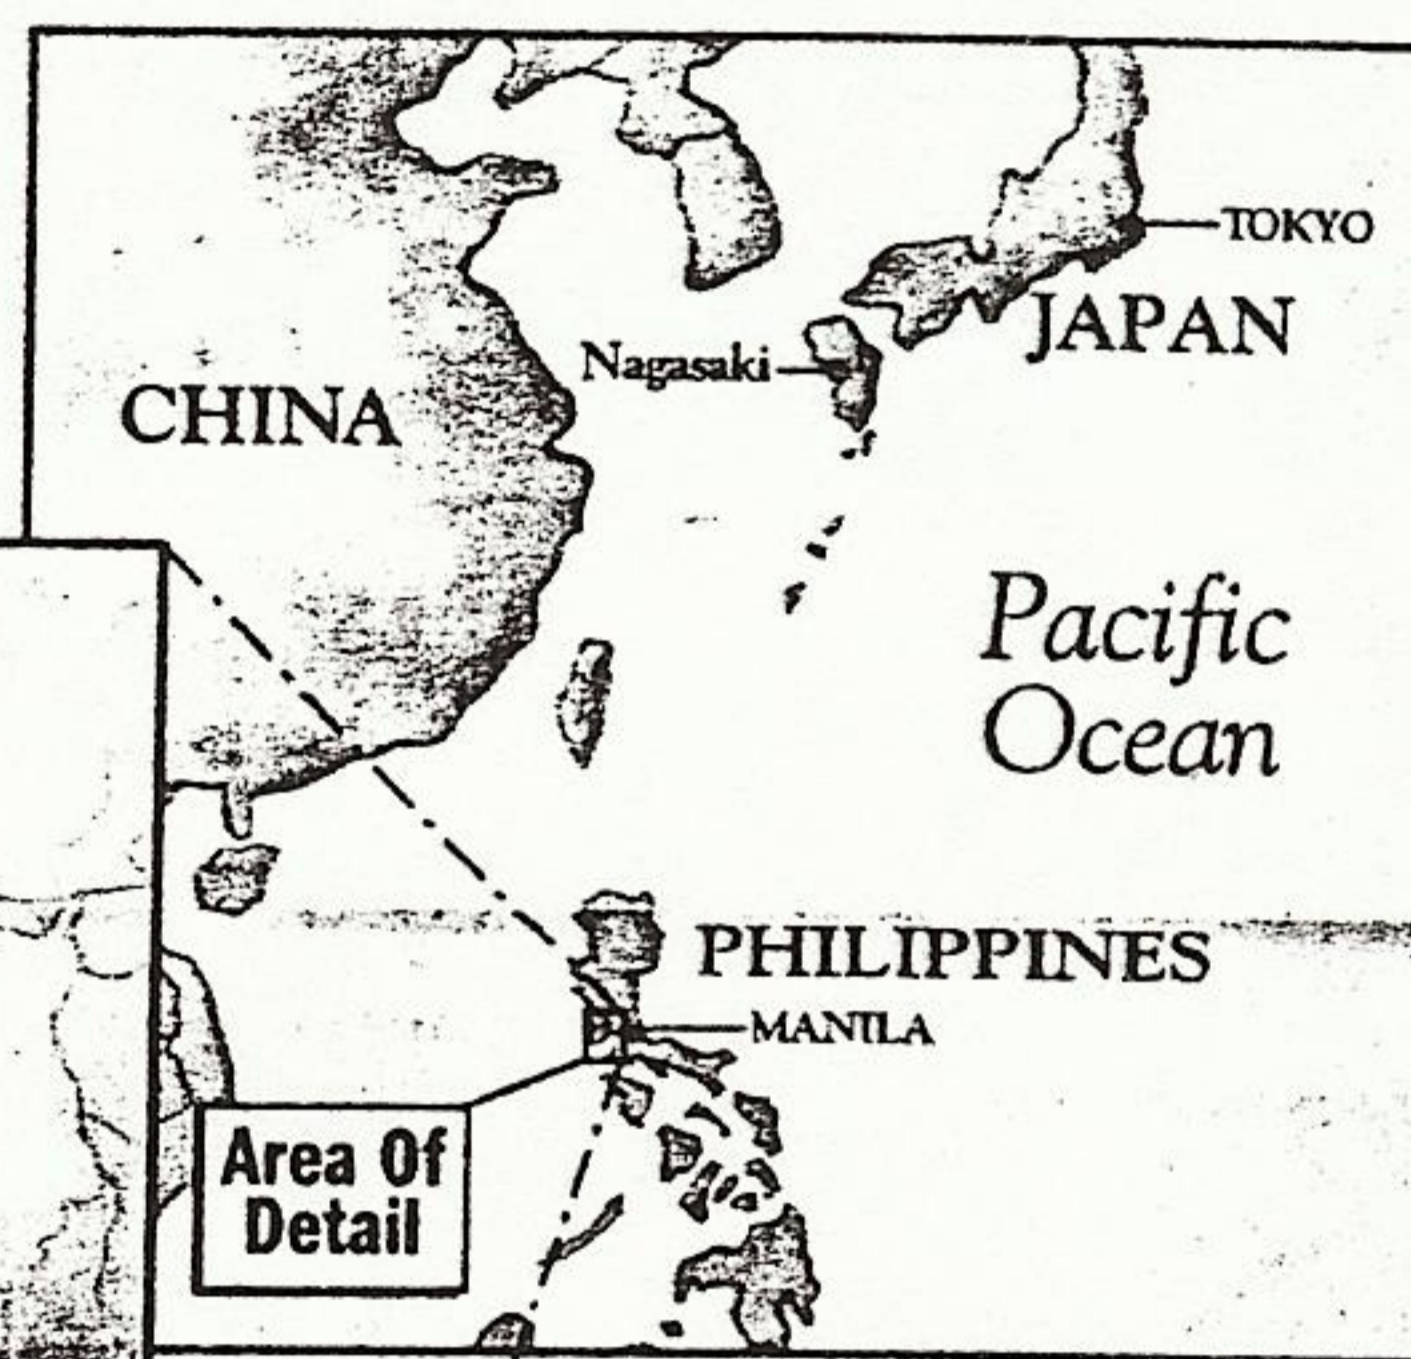 TOKYO
JAPAN
Nagasaki
CHINA
Pacific
Ocean
PHILIPPINES
MANILA
Area Of
Detail